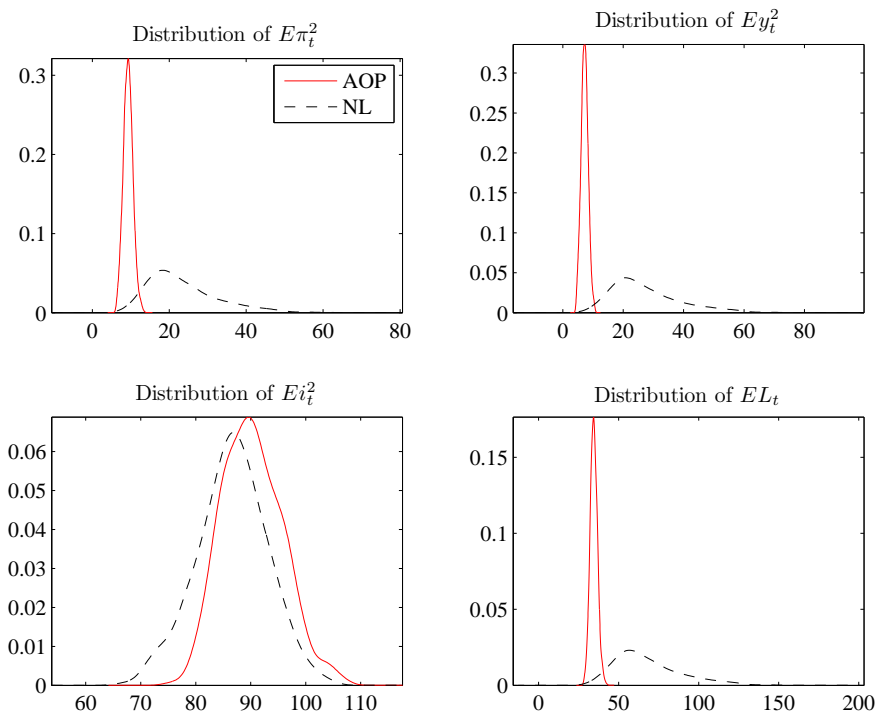 Distribution of $E\pi_t^2$
0.3
0.2
0.1
0
0 20 40 60 80
AOP
NL
Distribution of $Ey_t^2$
0.3
0.25
0.2
0.15
0.1
0.05
0
0 20 40 60 80
Distribution of $Ei_t^2$
0.06
0.05
0.04
0.03
0.02
0.01
0
60 70 80 90 100 110
Distribution of $EL_t$
0.15
0.1
0.05
0
0 50 100 150 200